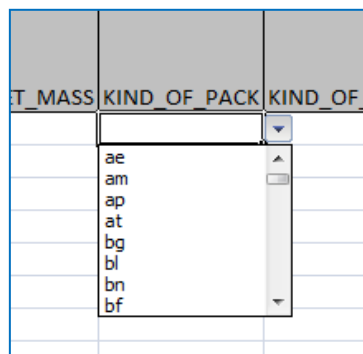 ET_MASS KIND_OF_PACK KIND_OF_
ae
am
ap
at
bg
bl
bn
bf